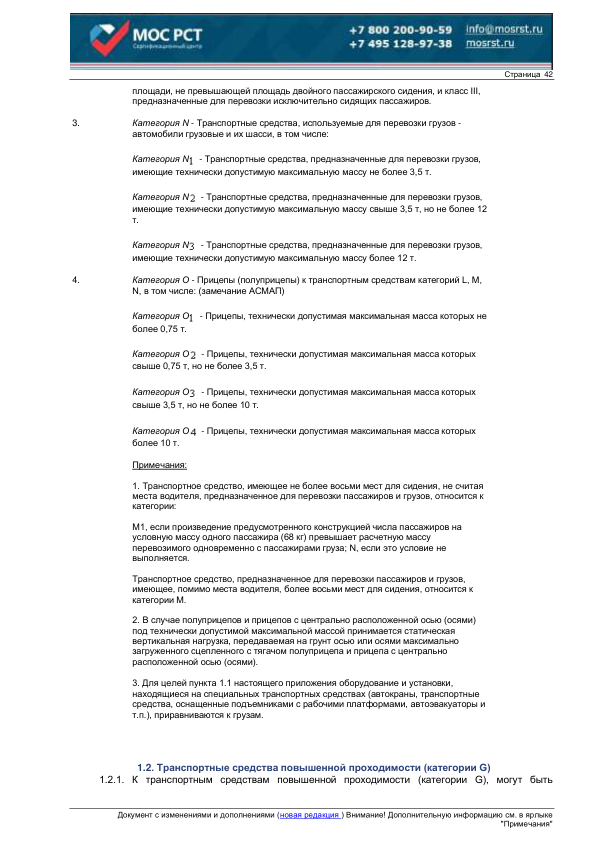 МОС РСТ
Сертификационный центр
+7 800 200-90-59 info@mosrst.ru
+7 495 128-97-38 mosrst.ru
Страница 42
площади, не превышающей площадь двойного пассажирского сидения, и класс III,
предназначенные для перевозки исключительно сидящих пассажиров.
3. Категория N - Транспортные средства, используемые для перевозки грузов -
автомобили грузовые и их шасси, в том числе:
Категория N1 - Транспортные средства, предназначенные для перевозки грузов,
имеющие технически допустимую максимальную массу не более 3,5 т.
Категория N2 - Транспортные средства, предназначенные для перевозки грузов,
имеющие технически допустимую максимальную массу свыше 3,5 т, но не более 12
т.
Категория N3 - Транспортные средства, предназначенные для перевозки грузов,
имеющие технически допустимую максимальную массу более 12 т.
4. Категория O - Прицепы (полуприцепы) к транспортным средствам категорий L, M,
N, в том числе: (замечание АСМАП)
Категория O1 - Прицепы, технически допустимая максимальная масса которых не
более 0,75 т.
Категория O2 - Прицепы, технически допустимая максимальная масса которых
свыше 0,75 т, но не более 3,5 т.
Категория O3 - Прицепы, технически допустимая максимальная масса которых
свыше 3,5 т, но не более 10 т.
Категория O4 - Прицепы, технически допустимая максимальная масса которых
более 10 т.
Примечания:
1. Транспортное средство, имеющее не более восьми мест для сидения, не считая
места водителя, предназначенное для перевозки пассажиров и грузов, относится к
категории:
M1, если произведение предусмотренного конструкцией числа пассажиров на
условную массу одного пассажира (68 кг) превышает расчетную массу
перевозимого одновременно с пассажирами груза; N, если это условие не
выполняется.
Транспортное средство, предназначенное для перевозки пассажиров и грузов,
имеющее, помимо места водителя, более восьми мест для сидения, относится к
категории M.
2. В случае полуприцепов и прицепов с центрально расположенной осью (осями)
под технически допустимой максимальной массой принимается статическая
вертикальная нагрузка, передаваемая на грунт осью или осями максимально
загруженного сцепленного с тягачом полуприцепа и прицепа с центрально
расположенной осью (осями).
3. Для целей пункта 1.1 настоящего приложения оборудование и установки,
находящиеся на специальных транспортных средствах (автокраны, транспортные
средства, оснащенные подъемниками с рабочими платформами, автоэвакуаторы и
т.п.), приравниваются к грузам.
1.2. Транспортные средства повышенной проходимости (категории G)
1.2.1. К транспортным средствам повышенной проходимости (категории G), могут быть
Документ с изменениями и дополнениями (новая редакция ) Внимание! Дополнительную информацию см. в ярлыке
"Примечания"